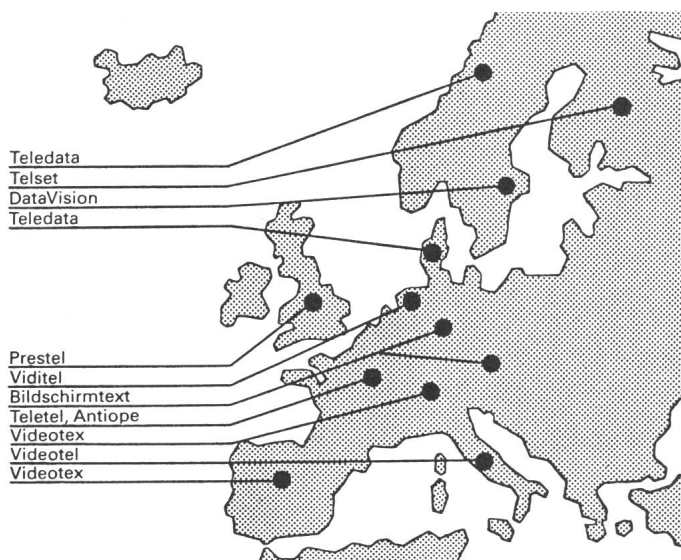 Teledata
Telset
DataVision
Teledata
Prestel
Viditel
Bildschirmtext
Teletel, Antiope
Videotex
Videotel
Videotex